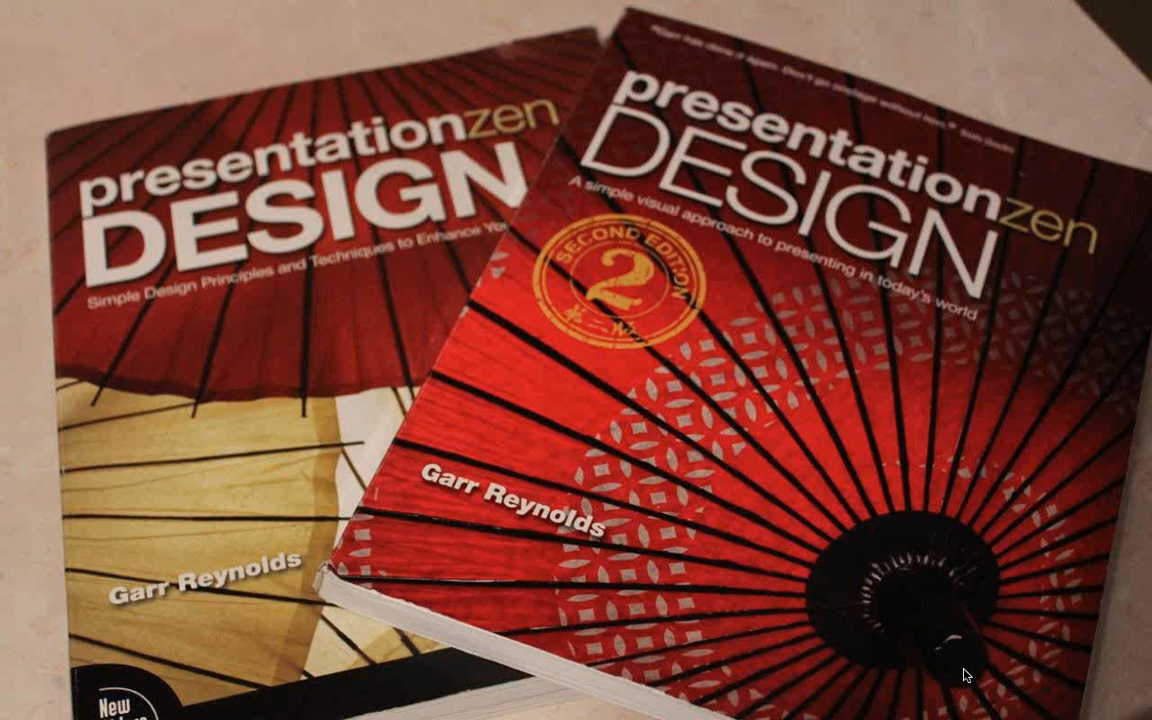 presentationzen
DESIGN
Simple Design Principles and Techniques to Enhance
Garr Reynolds
New
presentationzen
DESIGN
A simple visual approach to presenting in today's world
SECOND EDITION
2
Garr Reynolds